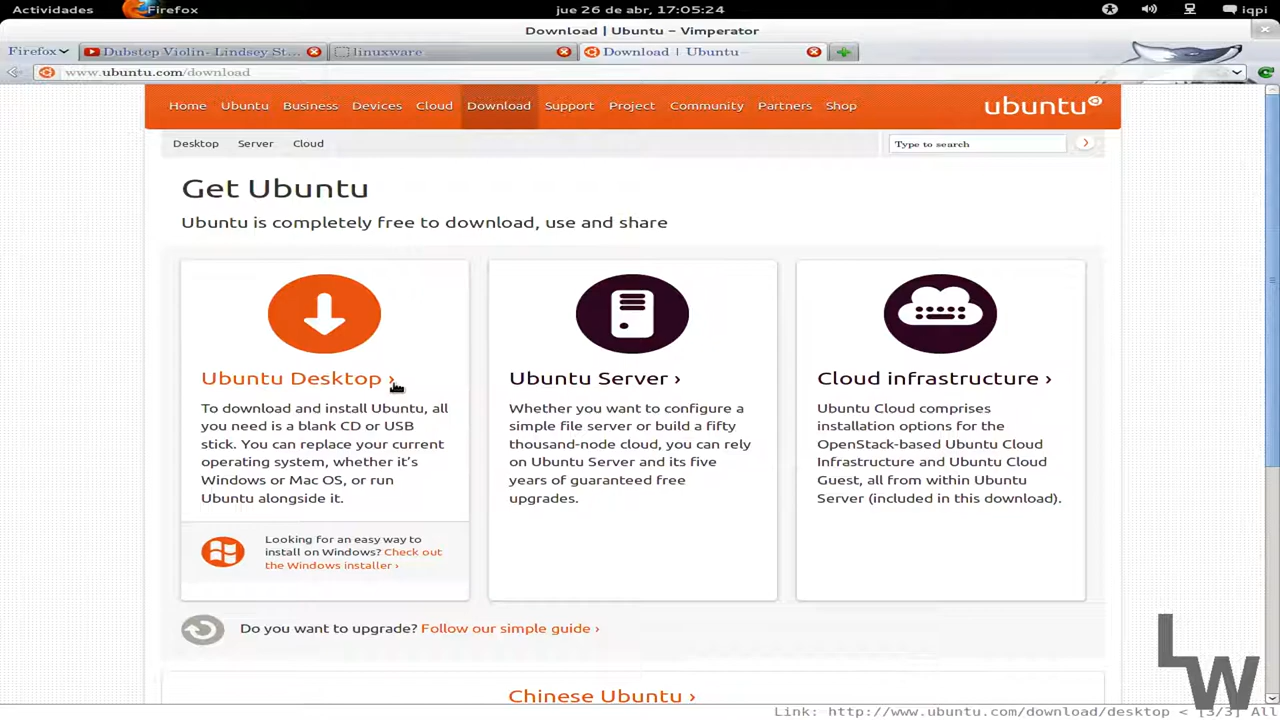 Actividades Firefox jue 26 de abr, 17:05:24 iqpi
Download | Ubuntu - Vimperator
Firefox Dubstep Violin- Lindsey St... linuxware Download | Ubuntu
www.ubuntu.com/download
Home Ubuntu Business Devices Cloud Download Support Project Community Partners Shop ubuntu
Desktop Server Cloud Type to search
Get Ubuntu
Ubuntu is completely free to download, use and share
Ubuntu Desktop ›
To download and install Ubuntu, all
you need is a blank CD or USB
stick. You can replace your current
operating system, whether it's
Windows or Mac OS, or run
Ubuntu alongside it.
Looking for an easy way to
install on Windows? Check out
the Windows installer ›
Ubuntu Server ›
Whether you want to configure a
simple file server or build a fifty
thousand-node cloud, you can rely
on Ubuntu Server and its five
years of guaranteed free
upgrades.
Cloud infrastructure ›
Ubuntu Cloud comprises
installation options for the
OpenStack-based Ubuntu Cloud
Infrastructure and Ubuntu Cloud
Guest, all from within Ubuntu
Server (included in this download).
Do you want to upgrade? Follow our simple guide ›
Chinese Ubuntu ›
LW
Link: http://www.ubuntu.com/download/desktop < [3/3] All